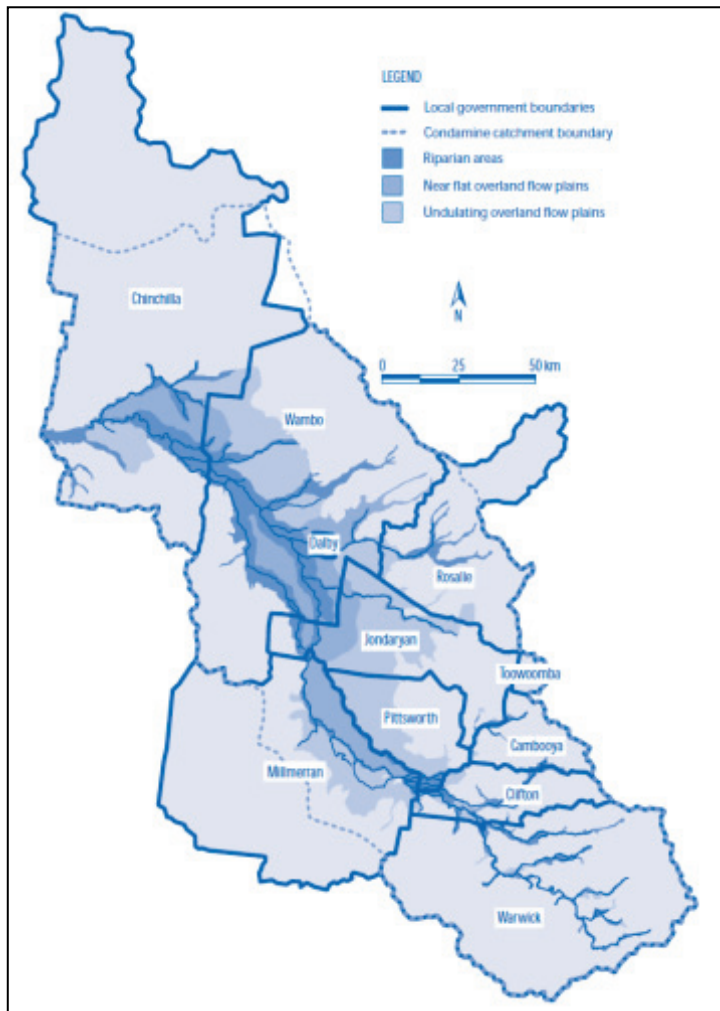 LEGEND
Local government boundaries
Condamine catchment boundary
Riparian areas
Near flat overland flow plains
Undulating overland flow plains
N
0 25 50 km
Chinchilla
Wambo
Dalby
Rosalie
Jondaryan
Toowoomba
Pittsworth
Cambooya
Millmerran
Clifton
Warwick